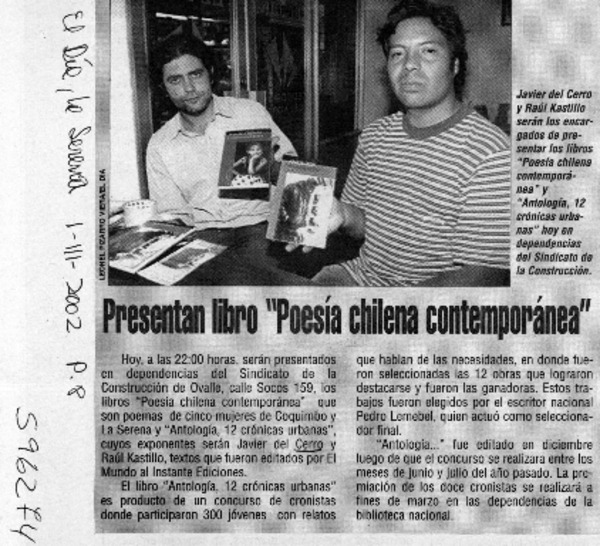 El Día, La Serena 1-III-2002 P.8
596274
LEONEL PIZARRO VIERA/EL DIA
Javier del Cerro
y Raúl Kastillo
serán los encar-
gados de pre-
sentar los libros
"Poesía chilena
contemporá-
nea" y
"Antología, 12
crónicas urba-
nas" hoy en
dependencias
del Sindicato de
la Construcción.
Presentan libro "Poesía chilena contemporánea"
Hoy, a las 22:00 horas, serán presentados
en dependencias del Sindicato de la
Construcción de Ovalle, calle Socos 159, los
libros "Poesía chilena contemporánea" que
son poemas de cinco mujeres de Coquimbo y
La Serena y "Antología, 12 crónicas urbanas",
cuyos exponentes serán Javier del Cerro y
Raúl Kastillo, textos que fueron editados por El
Mundo al Instante Ediciones.
El libro "Antología, 12 crónicas urbanas"
es producto de un concurso de cronistas
donde participaron 300 jóvenes con relatos
que hablan de las necesidades, en donde fue-
ron seleccionadas las 12 obras que lograron
destacarse y fueron las ganadoras. Estos tra-
bajos fueron elegidos por el escritor nacional
Pedro Lemebel, quien actuó como selecciona-
dor final.
"Antología..." fue editado en diciembre
luego de que el concurso se realizara entre los
meses de junio y julio del año pasado. La pre-
miación de los doce cronistas se realizará a
fines de marzo en las dependencias de la
biblioteca nacional.